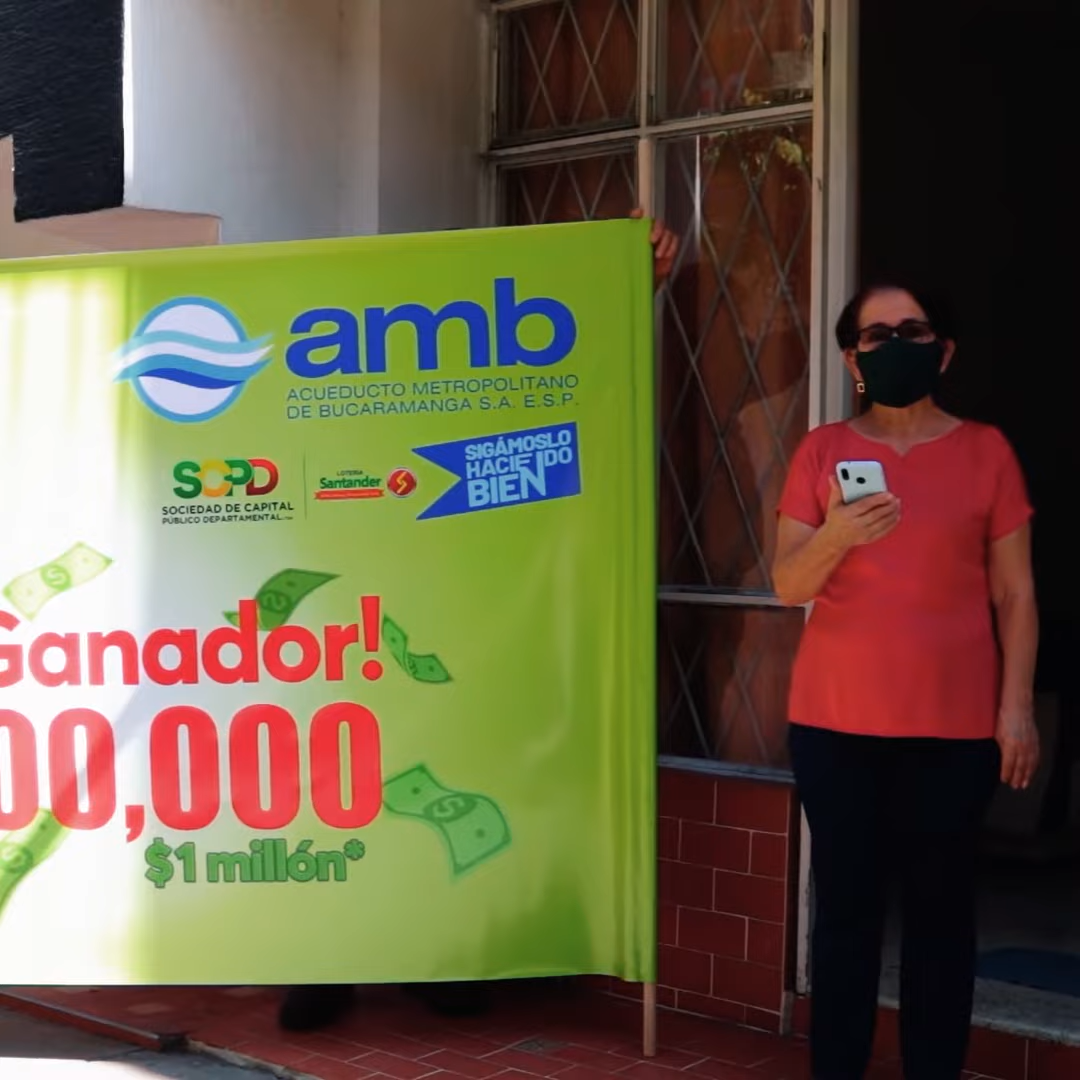 amb
ACUEDUCTO METROPOLITANO
DE BUCARAMANGA S.A. E.S.P.
SCPD
SOCIEDAD DE CAPITAL
PÚBLICO DEPARTAMENTAL
LOTERÍA
Santander
SIGÁMOSLO
HACIENDO
BIEN
Ganador!
00,000
$1 millón*